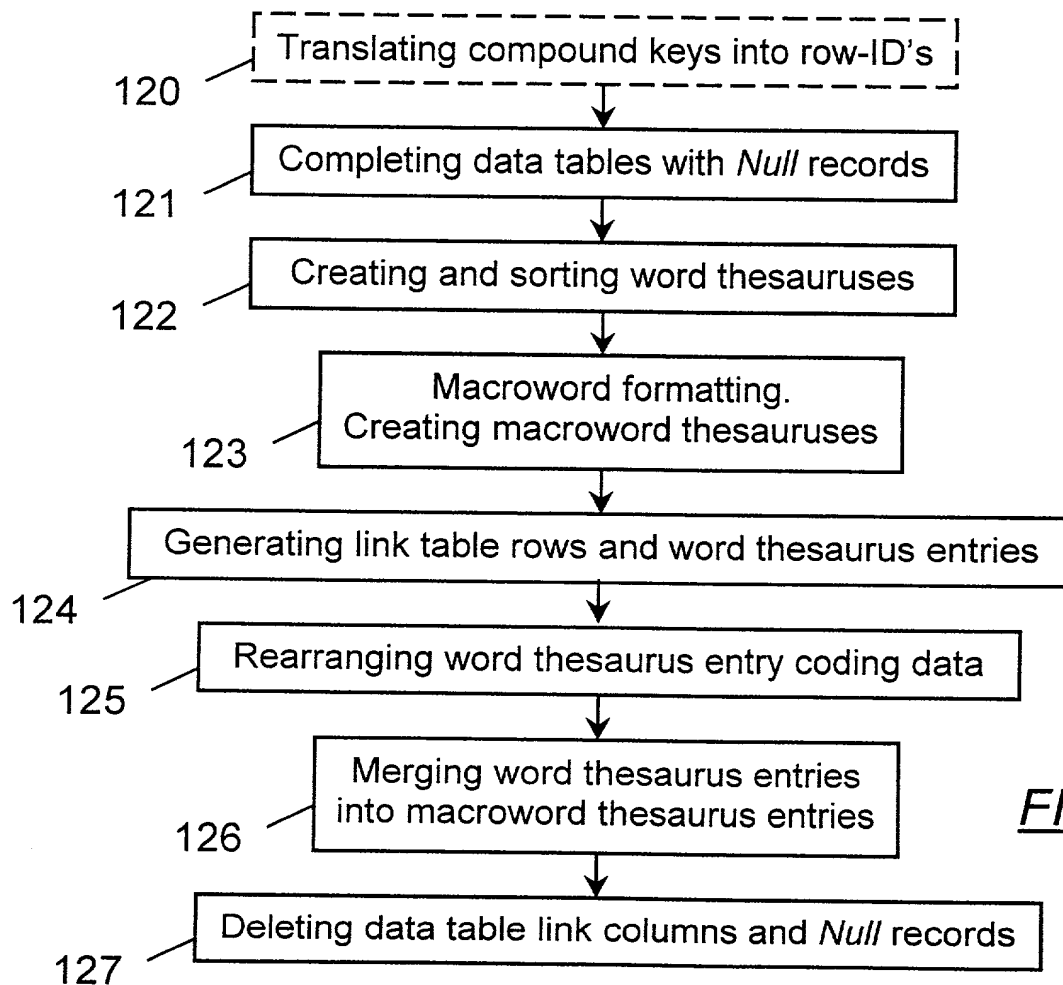 Translating compound keys into row-ID's
120
Completing data tables with Null records
121
Creating and sorting word thesauruses
122
Macroword formatting.
Creating macroword thesauruses
123
Generating link table rows and word thesaurus entries
124
Rearranging word thesaurus entry coding data
125
Merging word thesaurus entries
into macroword thesaurus entries
126
Deleting data table link columns and Null records
127